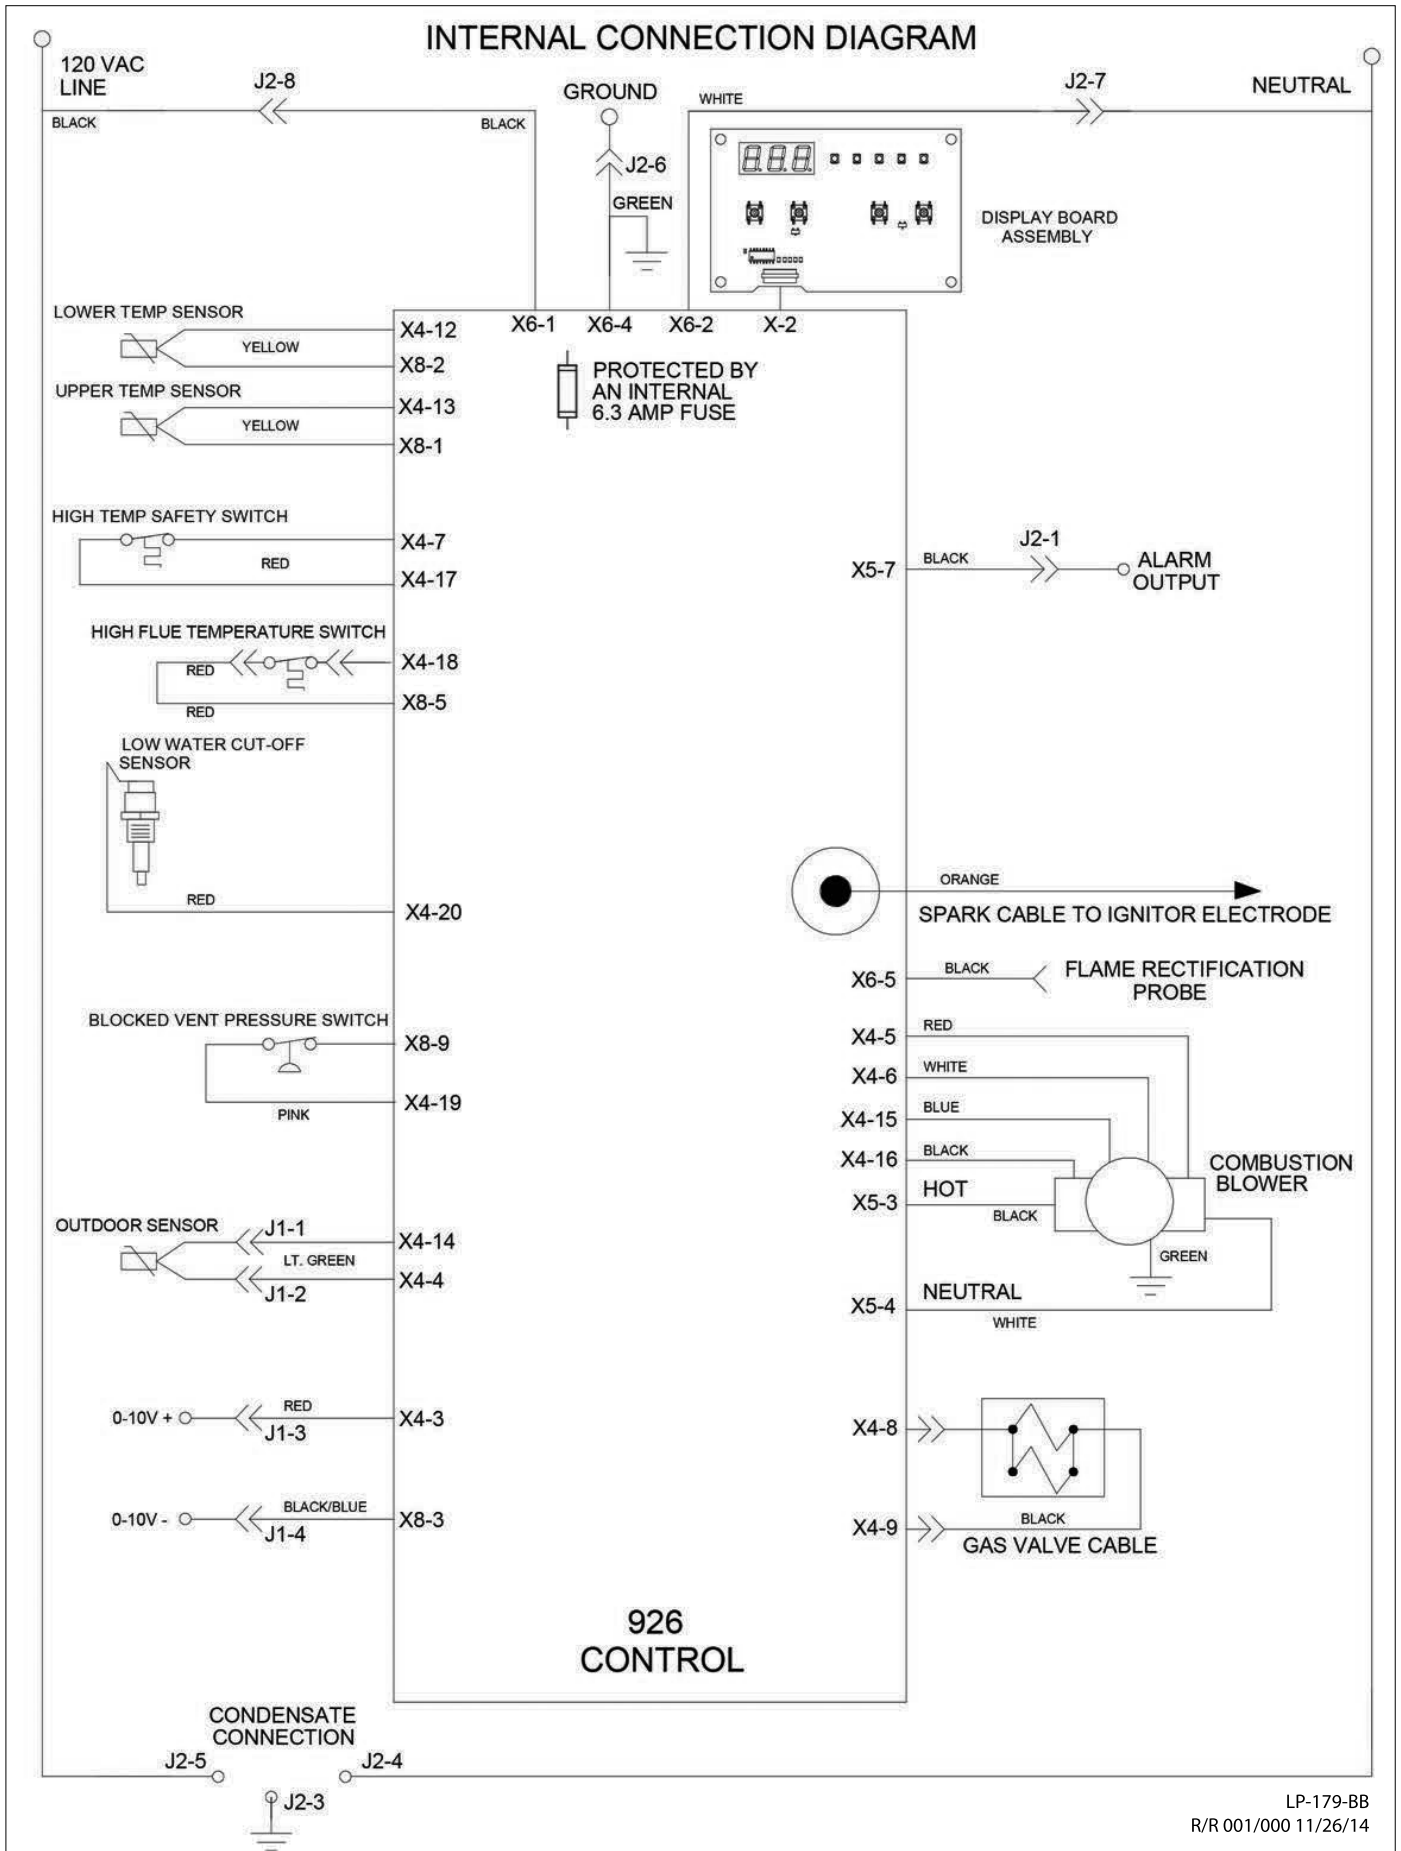 INTERNAL CONNECTION DIAGRAM
120 VAC
LINE
J2-8
GROUND
J2-7
NEUTRAL
BLACK
BLACK
WHITE
J2-6
GREEN
8.8.8.
DISPLAY BOARD
ASSEMBLY
LOWER TEMP SENSOR
YELLOW
X4-12
X8-2
X6-1
X6-4
X6-2
X-2
PROTECTED BY
AN INTERNAL
6.3 AMP FUSE
UPPER TEMP SENSOR
YELLOW
X4-13
X8-1
HIGH TEMP SAFETY SWITCH
X4-7
RED
X4-17
X5-7
BLACK
J2-1
ALARM
OUTPUT
HIGH FLUE TEMPERATURE SWITCH
RED
X4-18
RED
X8-5
LOW WATER CUT-OFF
SENSOR
RED
X4-20
ORANGE
SPARK CABLE TO IGNITOR ELECTRODE
X6-5
BLACK
FLAME RECTIFICATION
PROBE
BLOCKED VENT PRESSURE SWITCH
X8-9
PINK
X4-19
X4-5
RED
X4-6
WHITE
X4-15
BLUE
X4-16
BLACK
X5-3
HOT
BLACK
COMBUSTION
BLOWER
GREEN
X5-4
NEUTRAL
WHITE
OUTDOOR SENSOR
J1-1
X4-14
LT. GREEN
X4-4
J1-2
0-10V +
RED
J1-3
X4-3
0-10V -
BLACK/BLUE
J1-4
X8-3
X4-8
X4-9
BLACK
GAS VALVE CABLE
926
CONTROL
CONDENSATE
CONNECTION
J2-5
J2-4
J2-3
LP-179-BB
R/R 001/000 11/26/14